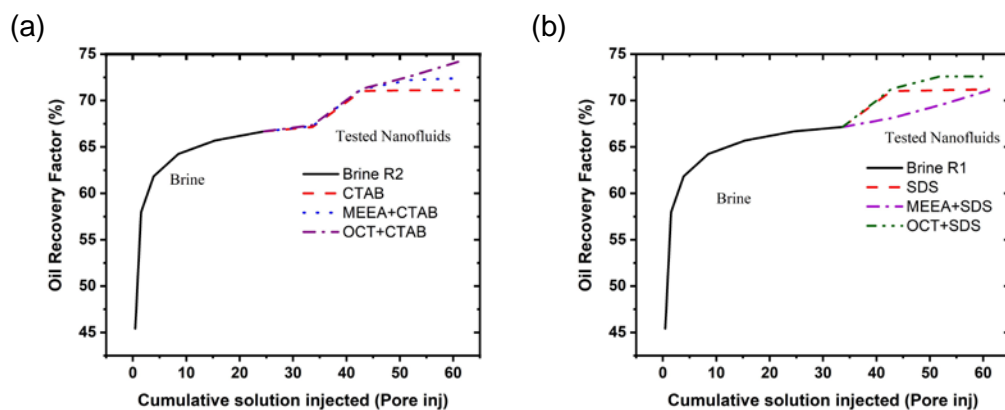 (a)
75
70
65
60
55
50
45
Oil Recovery Factor (%)
Brine
Tested Nanofluids
Brine R2
CTAB
MEEA+CTAB
OCT+CTAB
0 10 20 30 40 50 60
Cumulative solution injected (Pore inj)
(b)
75
70
65
60
55
50
45
Oil Recovery Factor (%)
Brine
Tested Nanofluids
Brine R1
SDS
MEEA+SDS
OCT+SDS
0 10 20 30 40 50 60
Cumulative solution injected (Pore inj)